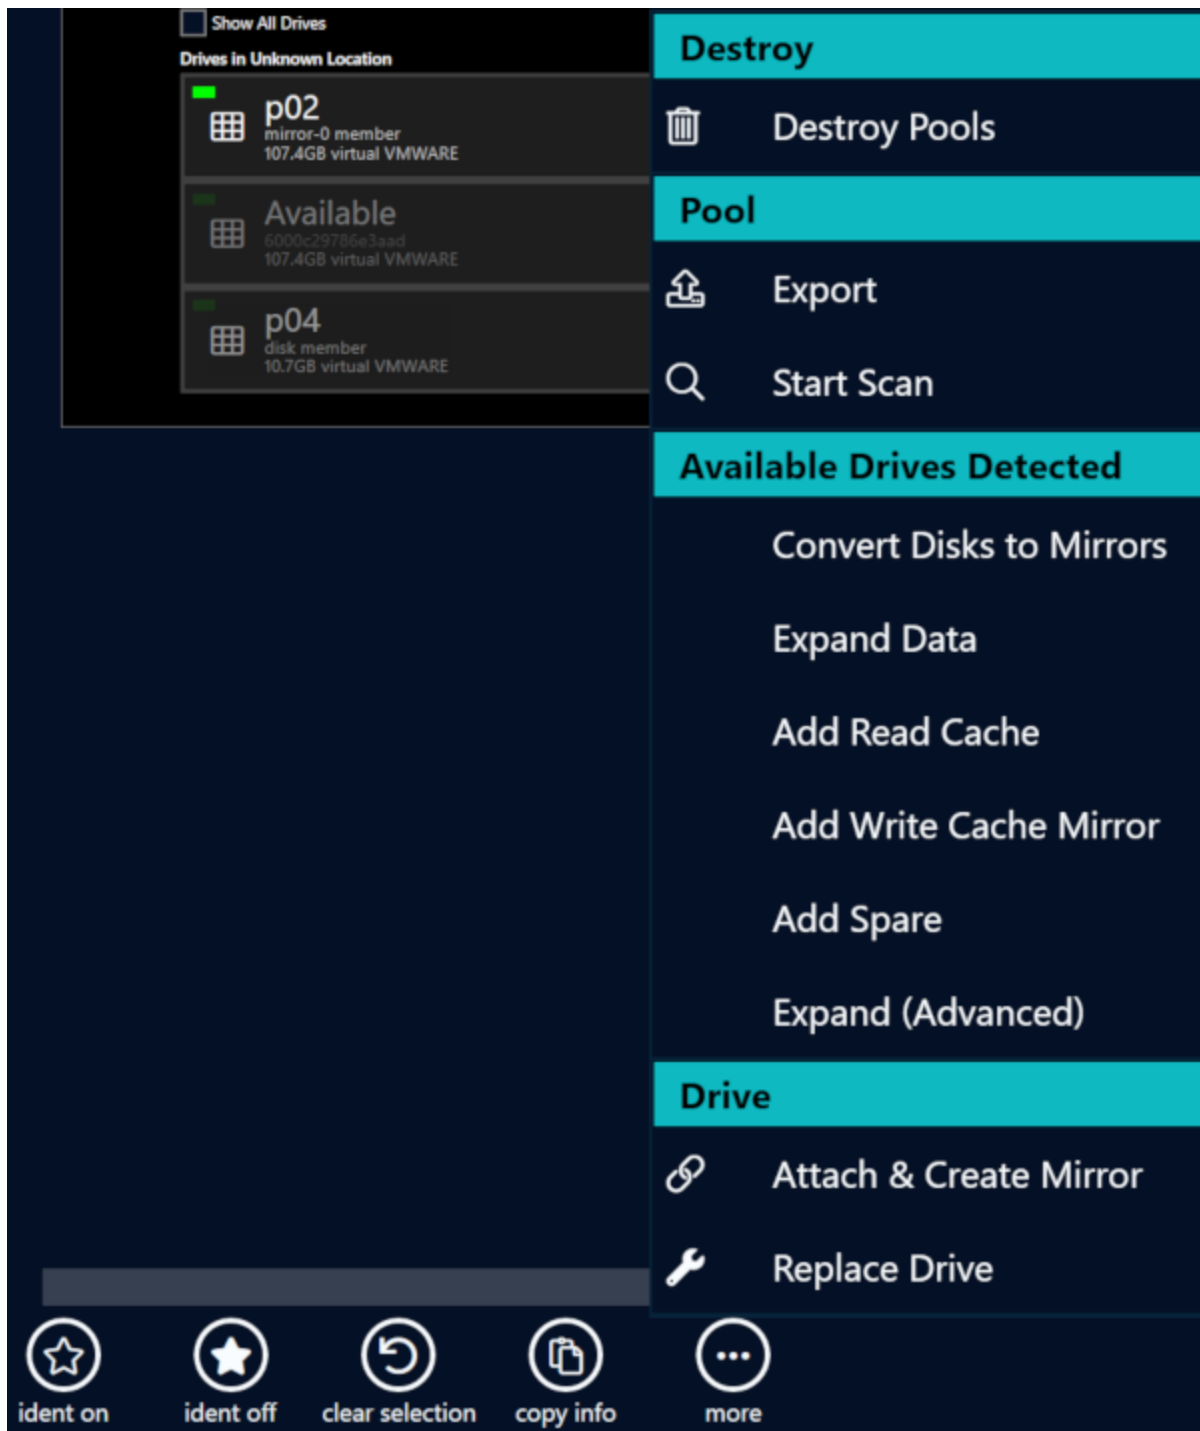 Show All Drives
Drives in Unknown Location
p02
mirror-0 member
107.4GB virtual VMWARE
Available
6000c29786e3aad
107.4GB virtual VMWARE
p04
disk member
10.7GB virtual VMWARE
Destroy
Destroy Pools
Pool
Export
Start Scan
Available Drives Detected
Convert Disks to Mirrors
Expand Data
Add Read Cache
Add Write Cache Mirror
Add Spare
Expand (Advanced)
Drive
Attach & Create Mirror
Replace Drive
ident on
ident off
clear selection
copy info
more